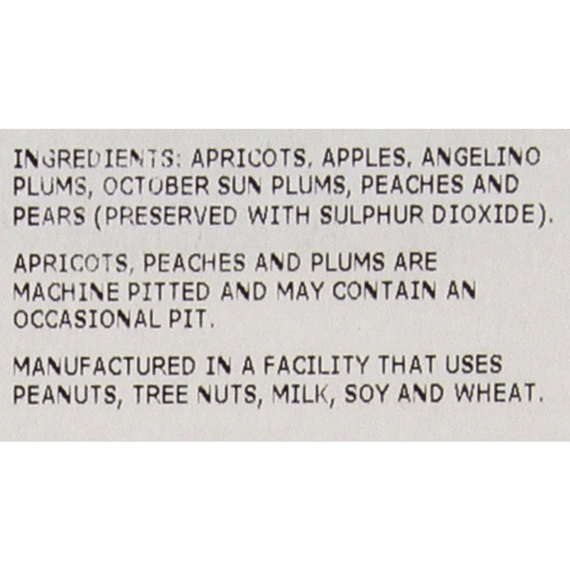 INGREDIENTS: APRICOTS, APPLES, ANGELINO
PLUMS, OCTOBER SUN PLUMS, PEACHES AND
PEARS (PRESERVED WITH SULPHUR DIOXIDE).
APRICOTS, PEACHES AND PLUMS ARE
MACHINE PITTED AND MAY CONTAIN AN
OCCASIONAL PIT.
MANUFACTURED IN A FACILITY THAT USES
PEANUTS, TREE NUTS, MILK, SOY AND WHEAT.